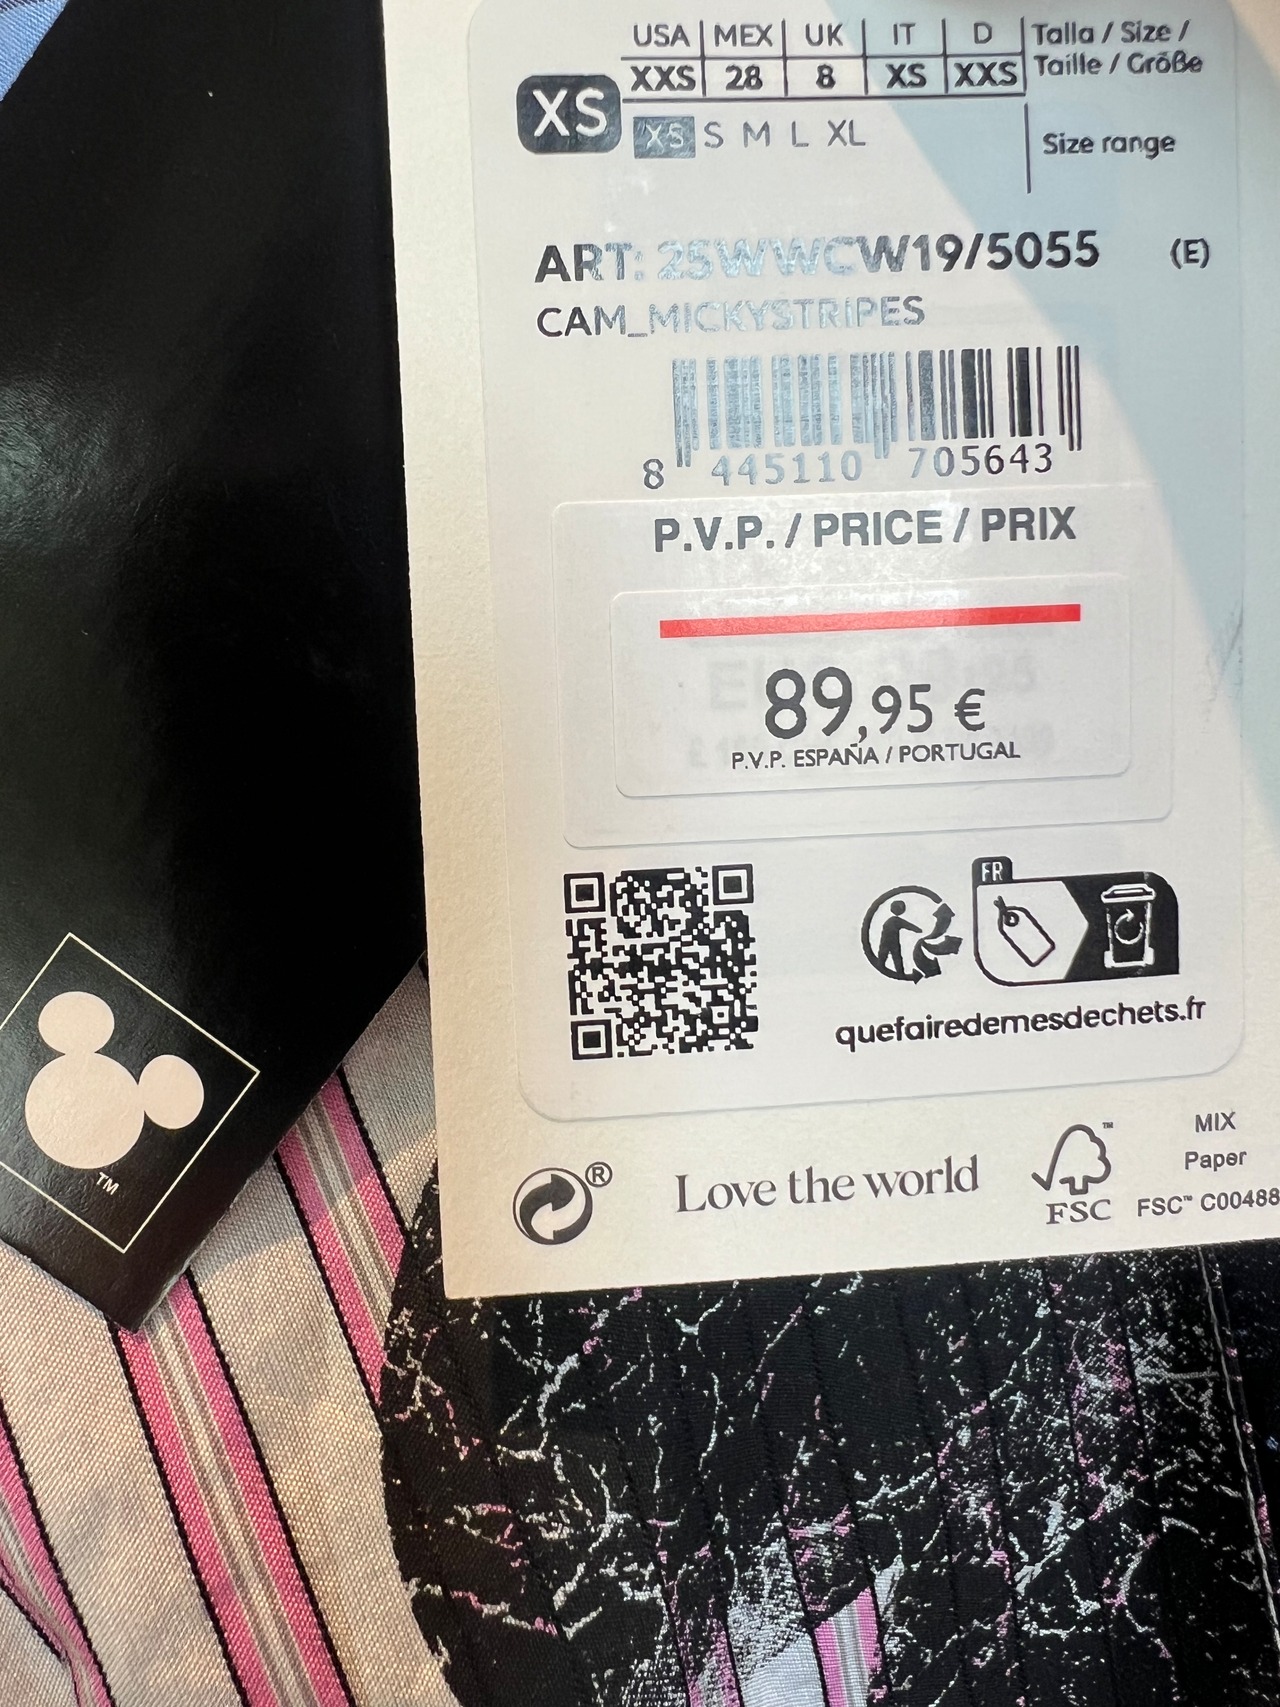 USA MEX UK IT D Talla / Size /
XXS 28 8 XS XXS Taille / Größe
XS
XS S M L XL Size range
ART: 25WWCW19/5055 (E)
CAM_MICKYSTRIPES
8 445110 705643
P.V.P. / PRICE / PRIX
89,95 €
P.V.P. ESPAÑA / PORTUGAL
FR
quefairedemesdechets.fr
® Love the world
™
FSC
MIX
Paper
FSC™ C00488
TM